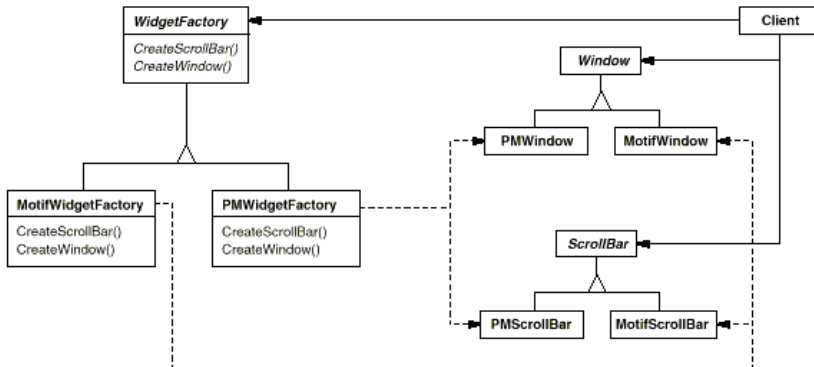 WidgetFactory
Client
CreateScrollBar()
CreateWindow()
Window
PMWindow
MotifWindow
MotifWidgetFactory
PMWidgetFactory
CreateScrollBar()
CreateWindow()
CreateScrollBar()
CreateWindow()
ScrollBar
PMScrollBar
MotifScrollBar